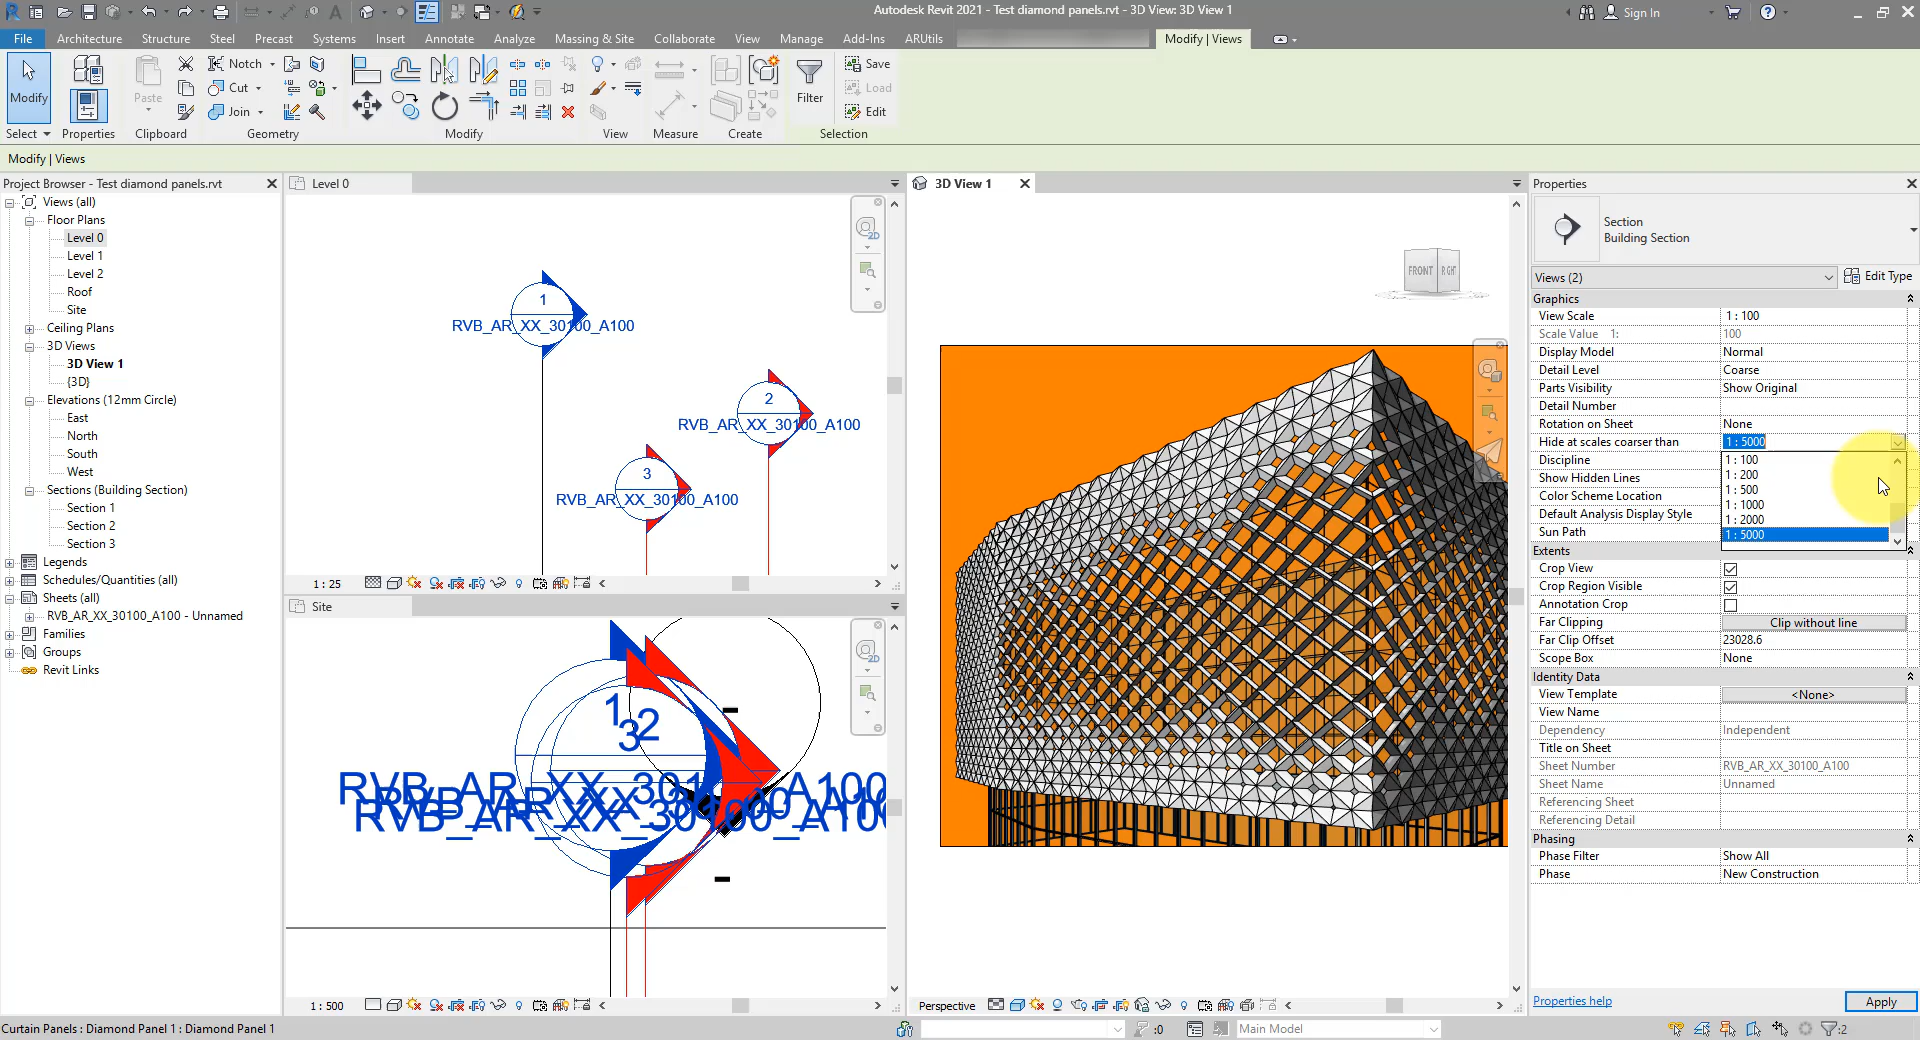 Autodesk Revit 2021 - Test diamond panels.rvt - 3D View: 3D View 1
Sign In
File
Architecture
Structure
Steel
Precast
Systems
Insert
Annotate
Analyze
Massing & Site
Collaborate
View
Manage
Add-Ins
ARUtils
Modify | Views
Modify
Select
Properties
Paste
Clipboard
Notch
Cut
Join
Geometry
Modify
View
Measure
Create
Filter
Save
Load
Edit
Selection
Modify | Views
Project Browser - Test diamond panels.rvt
Views (all)
Floor Plans
Level 0
Level 1
Level 2
Roof
Site
Ceiling Plans
3D Views
3D View 1
{3D}
Elevations (12mm Circle)
East
North
South
West
Sections (Building Section)
Section 1
Section 2
Section 3
Legends
Schedules/Quantities (all)
Sheets (all)
RVB_AR_XX_30100_A100 - Unnamed
Families
Groups
Revit Links
Level 0
2D
1
RVB_AR_XX_30100_A100
2
RVB_AR_XX_30100_A100
3
RVB_AR_XX_30100_A100
1 : 25
Site
2D
1
2
3
RVB_AR_XX_30100_A100
1 : 500
3D View 1
FRONT
RIGHT
Perspective
Properties
Section
Building Section
Views (2)
Edit Type
Graphics
View Scale 1 : 100
Scale Value 1: 100
Display Model Normal
Detail Level Coarse
Parts Visibility Show Original
Detail Number
Rotation on Sheet None
Hide at scales coarser than 1 : 5000
Discipline
Show Hidden Lines
Color Scheme Location
Default Analysis Display Style
Sun Path
1 : 100
1 : 200
1 : 500
1 : 1000
1 : 2000
1 : 5000
Extents
Crop View
Crop Region Visible
Annotation Crop
Far Clipping Clip without line
Far Clip Offset 23028.6
Scope Box None
Identity Data
View Template <None>
View Name
Dependency Independent
Title on Sheet
Sheet Number RVB_AR_XX_30100_A100
Sheet Name Unnamed
Referencing Sheet
Referencing Detail
Phasing
Phase Filter Show All
Phase New Construction
Properties help
Apply
Curtain Panels : Diamond Panel 1 : Diamond Panel 1
:0
Main Model
:2